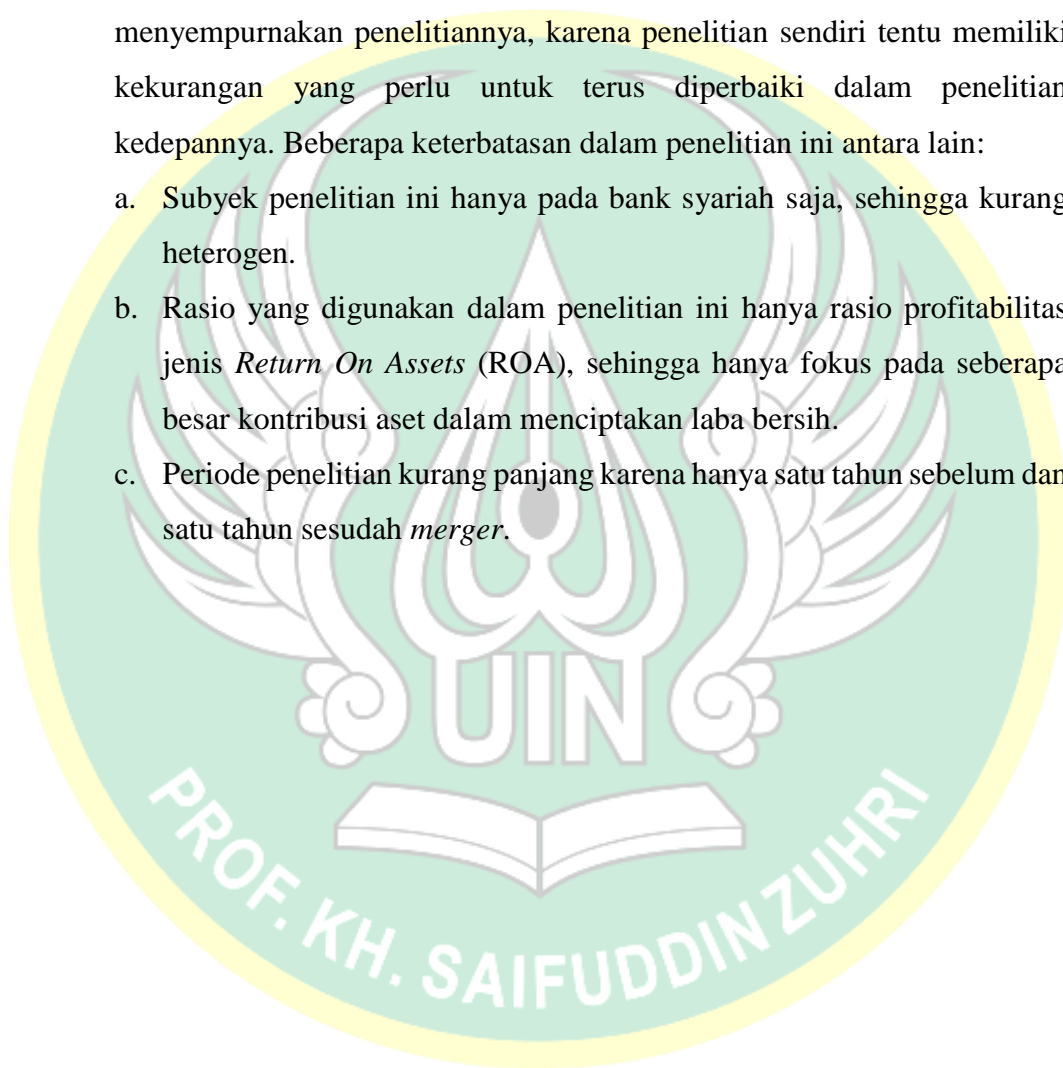 menyempurnakan penelitiannya, karena penelitian sendiri tentu memiliki
kekurangan yang perlu untuk terus diperbaiki dalam penelitian
kedepannya. Beberapa keterbatasan dalam penelitian ini antara lain:
a. Subyek penelitian ini hanya pada bank syariah saja, sehingga kurang
heterogen.
b. Rasio yang digunakan dalam penelitian ini hanya rasio profitabilitas
jenis Return On Assets (ROA), sehingga hanya fokus pada seberapa
besar kontribusi aset dalam menciptakan laba bersih.
c. Periode penelitian kurang panjang karena hanya satu tahun sebelum dan
satu tahun sesudah merger.
UIN
PROF. KH. SAIFUDDIN ZUHRI